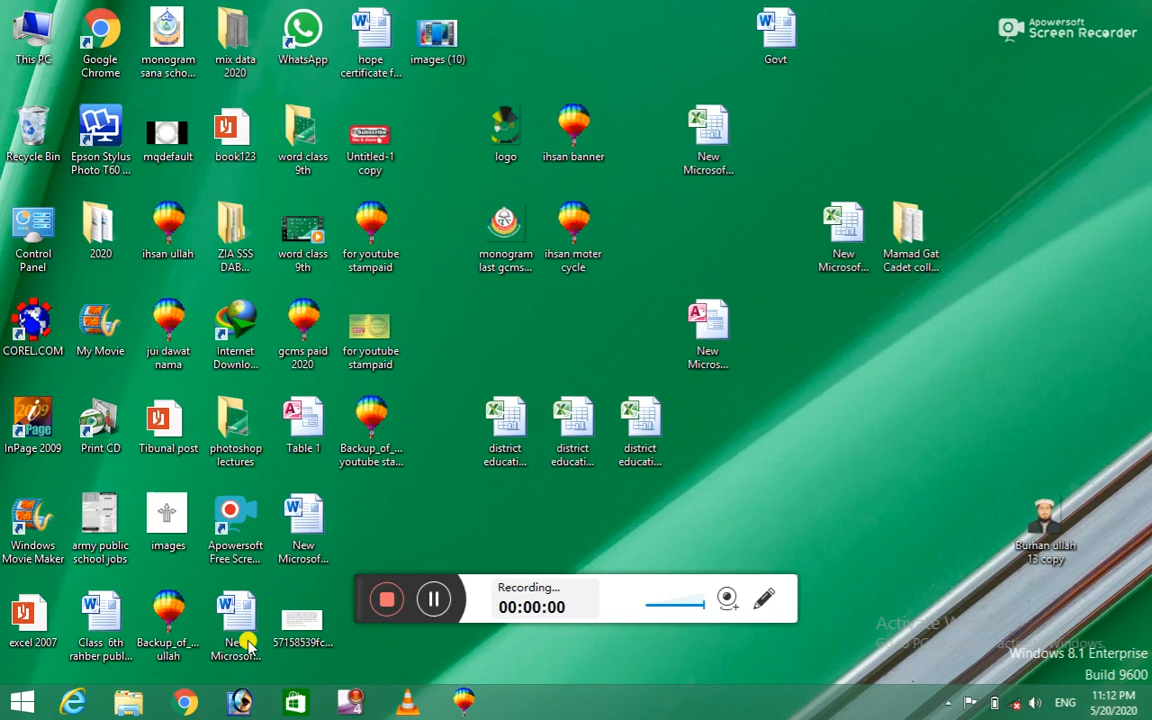 Apowersoft
Screen Recorder
This PC
Google
Chrome
monogram
sana scho...
mix data
2020
WhatsApp
hope
certificate f...
images (10)
Govt
Recycle Bin
Epson Stylus
Photo T60 ...
mqdefault
book123
word class
9th
Subscribe
Untitled-1
copy
logo
ihsan banner
New
Microsof...
Control
Panel
2020
ihsan ullah
ZIA SSS
DAB...
word class
9th
for youtube
stampaid
monogram
last gcms...
ihsan moter
cycle
New
Microsof...
Mamad Gat
Cadet coll...
COREL.COM
My Movie
jui dawat
nama
Internet
Downlo...
gcms paid
2020
for youtube
stampaid
New
Micros...
2009
InPage
InPage 2009
Print CD
Tibunal post
photoshop
lectures
Table 1
Backup_of_...
youtube sta...
district
educati...
district
educati...
district
educati...
Windows
Movie Maker
army public
school jobs
images
Apowersoft
Free Scre...
New
Microsof...
Burhan ullah
13 copy
Recording...
00:00:00
excel 2007
Class 6th
rahber publ...
Backup_of_...
ullah
New
Microsof...
57158539fc...
Activate
Windows 8.1 Enterprise
Build 9600
ENG
11:12 PM
5/20/2020